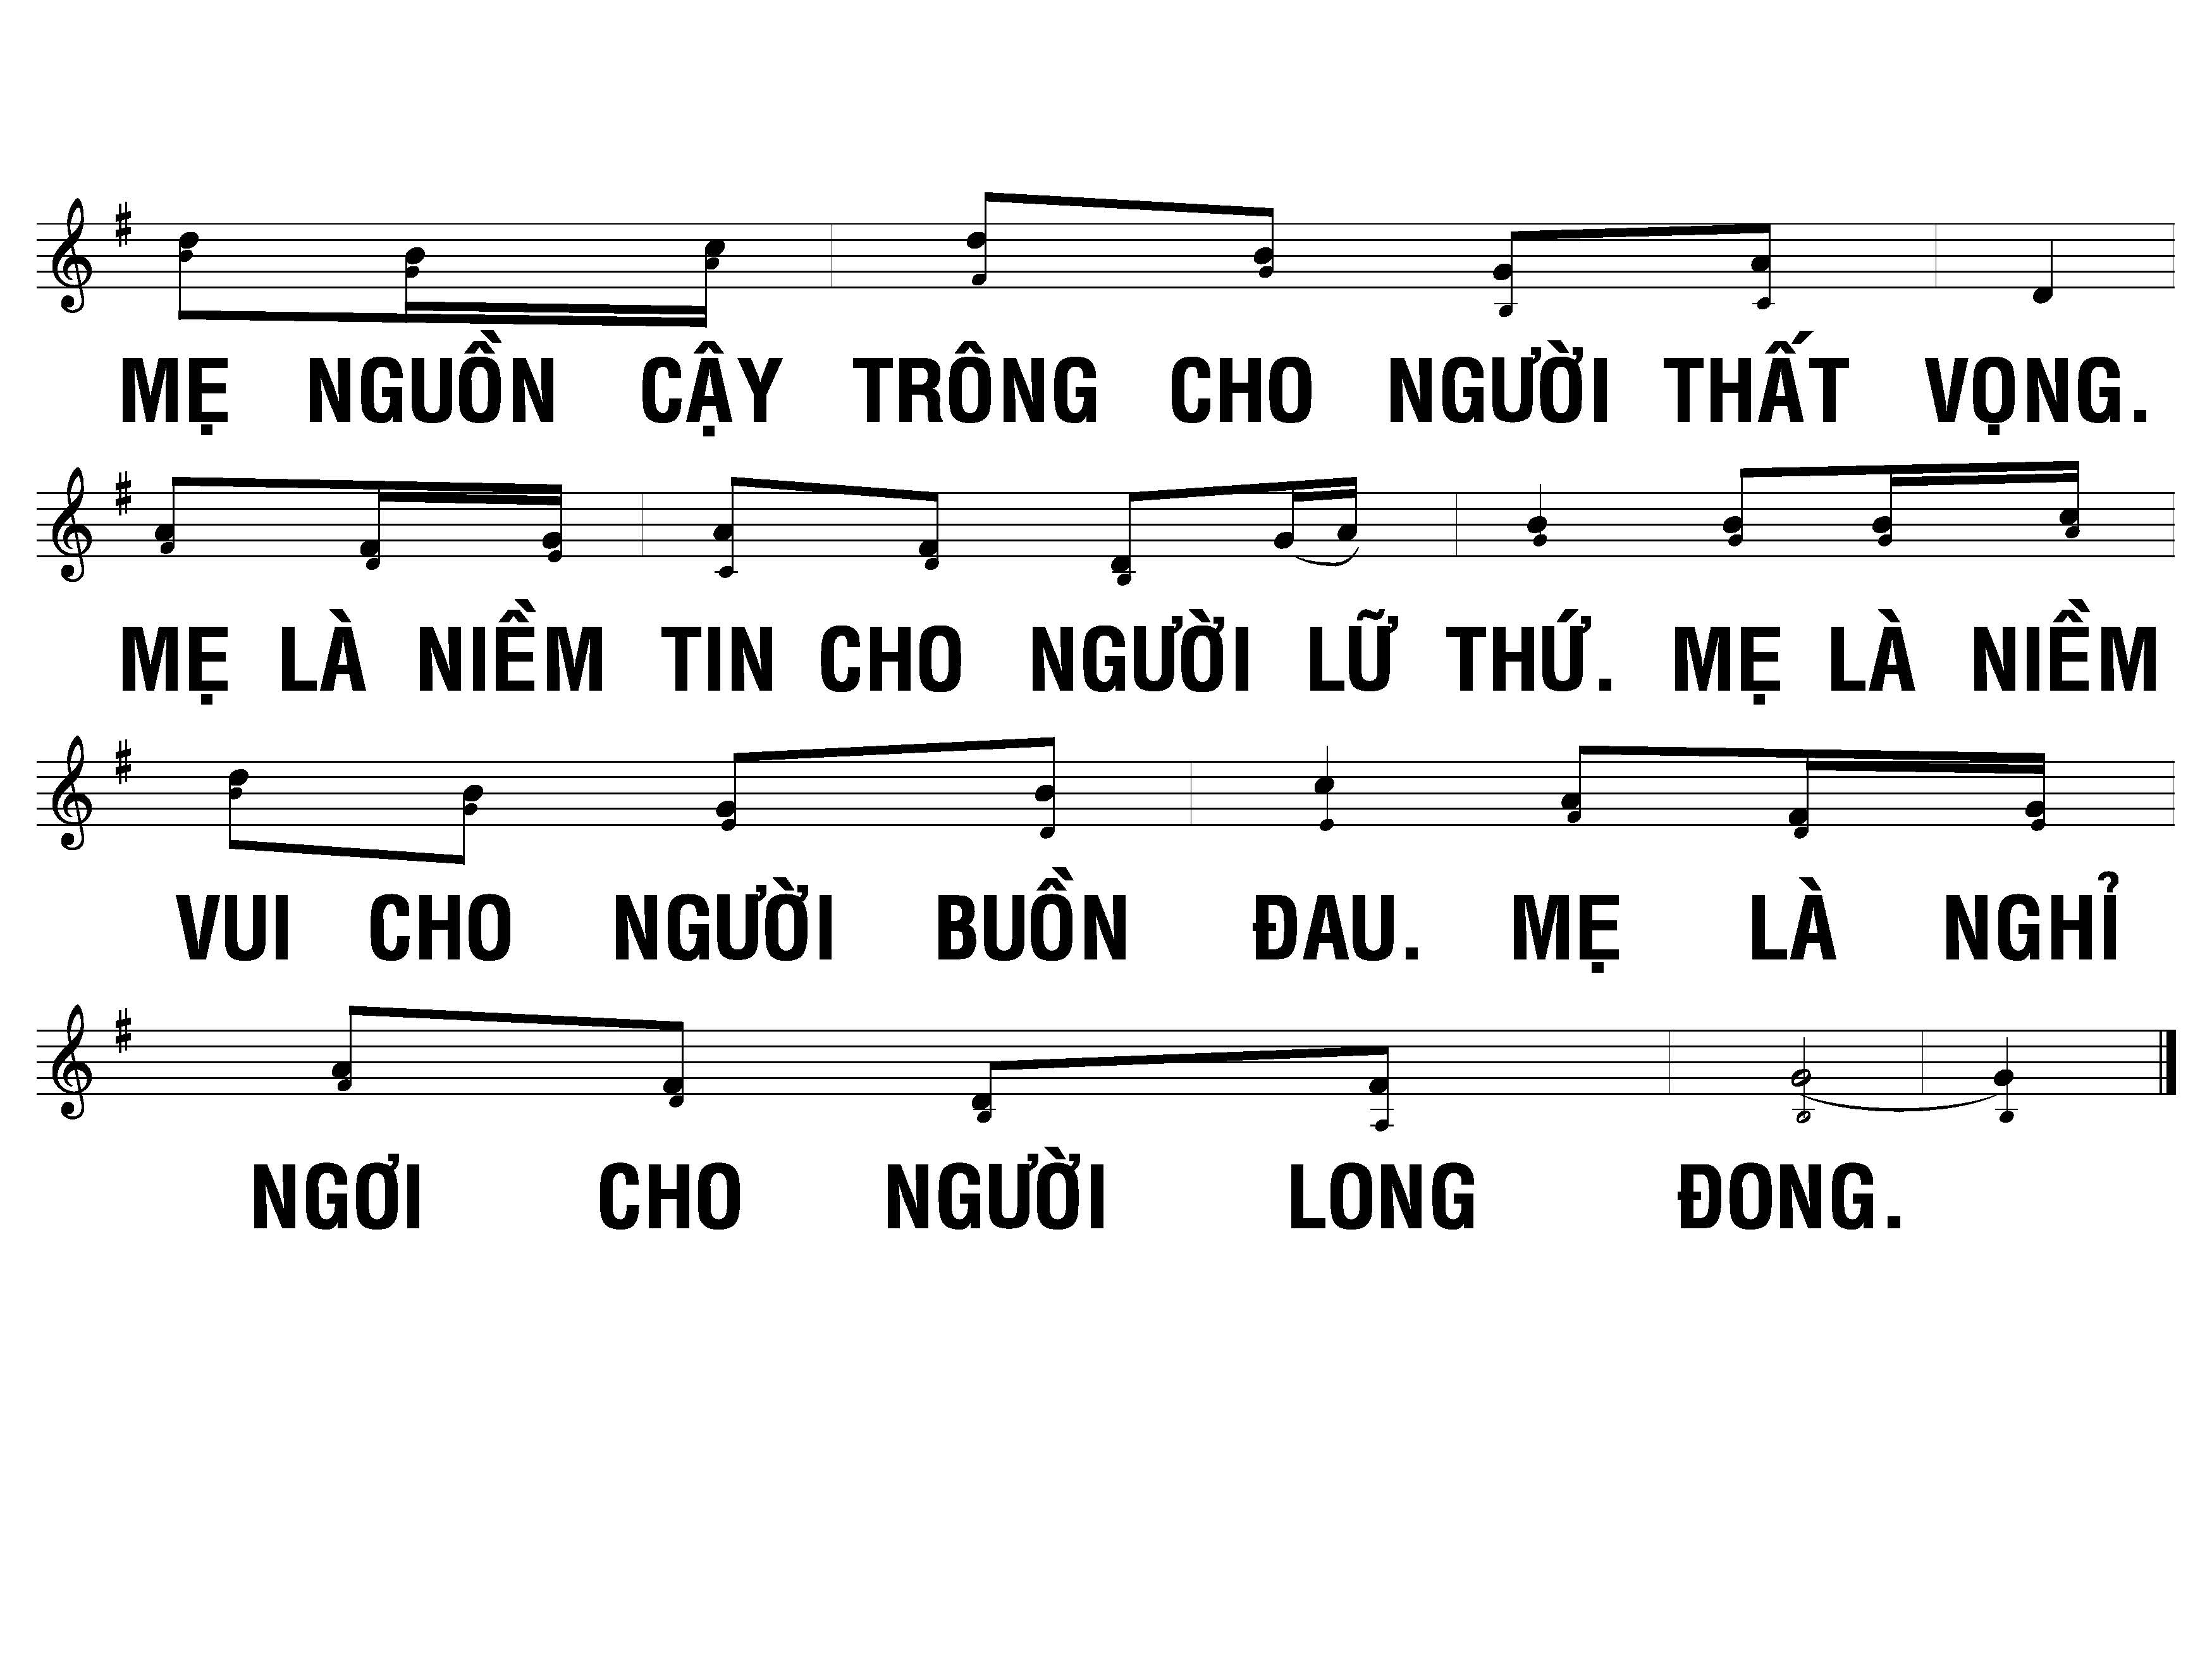 MẸ NGUỒN CẬY TRÔNG CHO NGƯỜI THẤT VỌNG.
MẸ LÀ NIỀM TIN CHO NGƯỜI LỮ THỨ. MẸ LÀ NIỀM
VUI CHO NGƯỜI BUỒN ĐAU. MẸ LÀ NGHỈ
NGƠI CHO NGƯỜI LONG ĐONG.